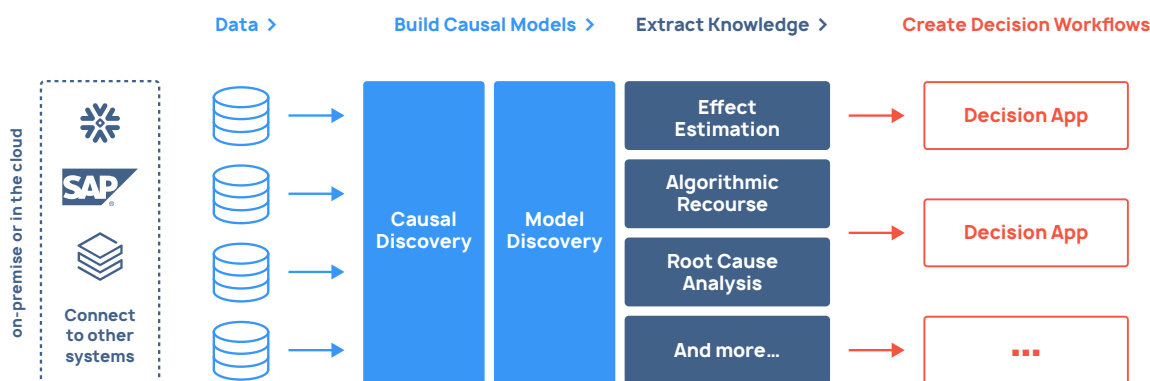 Data >
Build Causal Models >
Extract Knowledge >
Create Decision Workflows
on-premise or in the cloud
SAP
®
Connect
to other
systems
Causal
Discovery
Model
Discovery
Effect
Estimation
Algorithmic
Recourse
Root Cause
Analysis
And more...
Decision App
Decision App
...